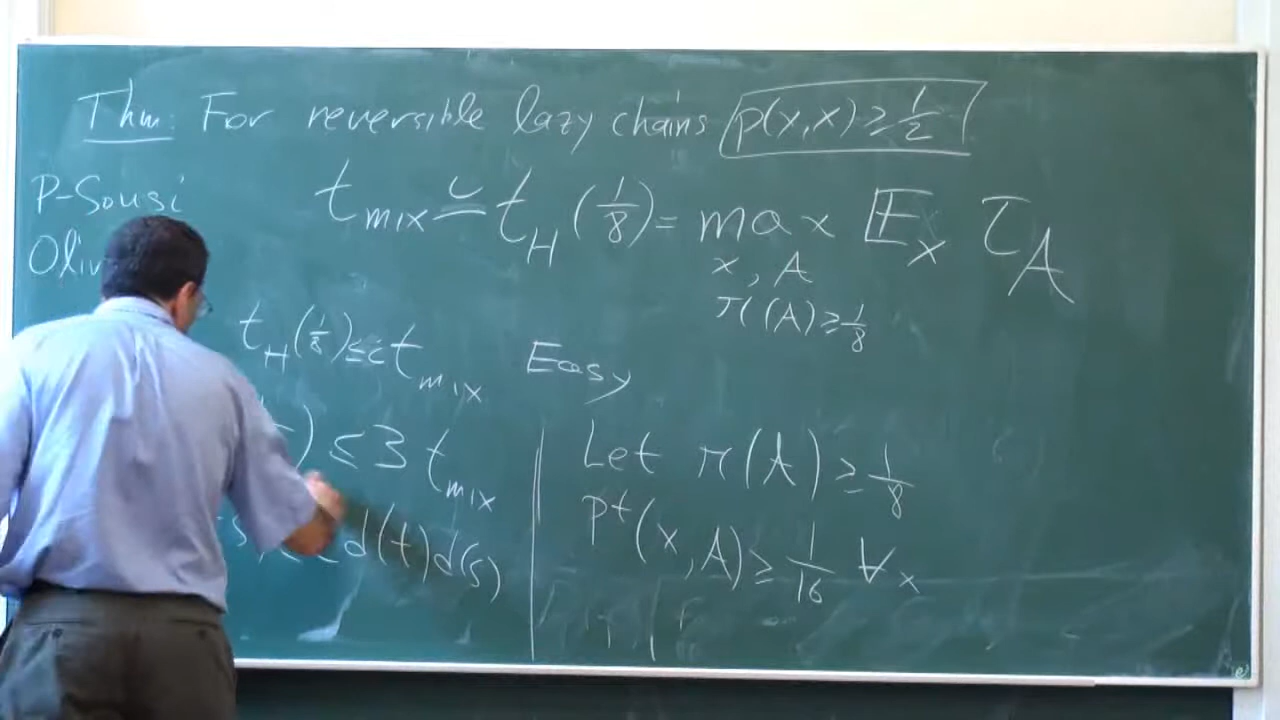 Thm: For reversible lazy chains p(x,x) ≥ 1/2
P-Sousi
t_mix ≍ t_H (1/8) = max E_x τ_A
x, A
π(A) ≥ 1/8
t_H (1/8) ≤ c t_mix Easy
) ≤ 3 t_mix
d(t) d(s)
Let π(A) ≥ 1/8
P^t (x, A) ≥ 1/16 ∀x